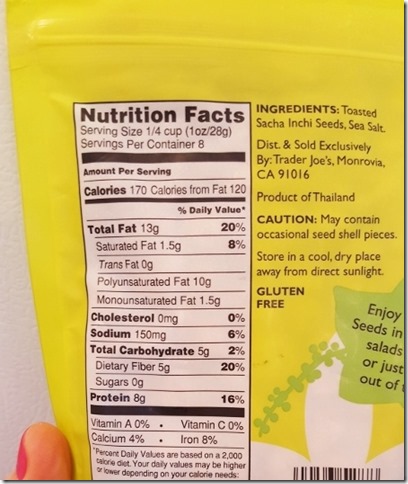 Nutrition Facts
Serving Size 1/4 cup (1oz/28g)
Servings Per Container 8
Amount Per Serving
Calories 170 Calories from Fat 120
% Daily Value*
Total Fat 13g 20%
Saturated Fat 1.5g 8%
Trans Fat 0g
Polyunsaturated Fat 10g
Monounsaturated Fat 1.5g
Cholesterol 0mg 0%
Sodium 150mg 6%
Total Carbohydrate 5g 2%
Dietary Fiber 5g 20%
Sugars 0g
Protein 8g 16%
Vitamin A 0% • Vitamin C 0%
Calcium 4% • Iron 8%
*Percent Daily Values are based on a 2,000
calorie diet. Your daily values may be higher
or lower depending on your calorie needs:
INGREDIENTS: Toasted
Sacha Inchi Seeds, Sea Salt.
Dist. & Sold Exclusively
By: Trader Joe's, Monrovia,
CA 91016
Product of Thailand
CAUTION: May contain
occasional seed shell pieces.
Store in a cool, dry place
away from direct sunlight.
GLUTEN
FREE
Enjoy
Seeds in
salads
or just
out of